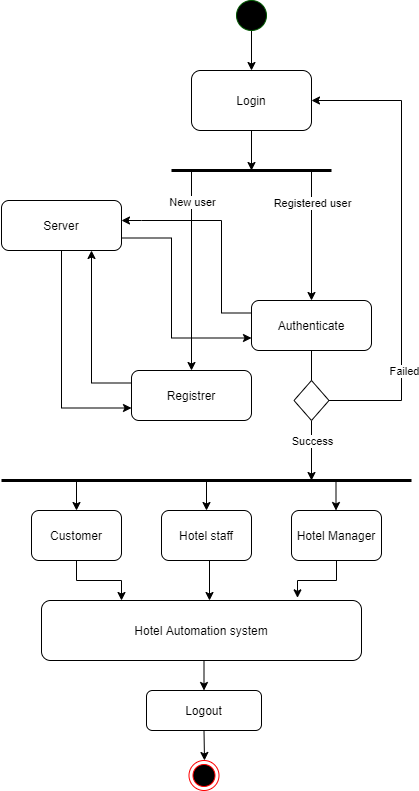 Login
New user
Registered user
Server
Authenticate
Failed
Registrer
Success
Customer
Hotel staff
Hotel Manager
Hotel Automation system
Logout